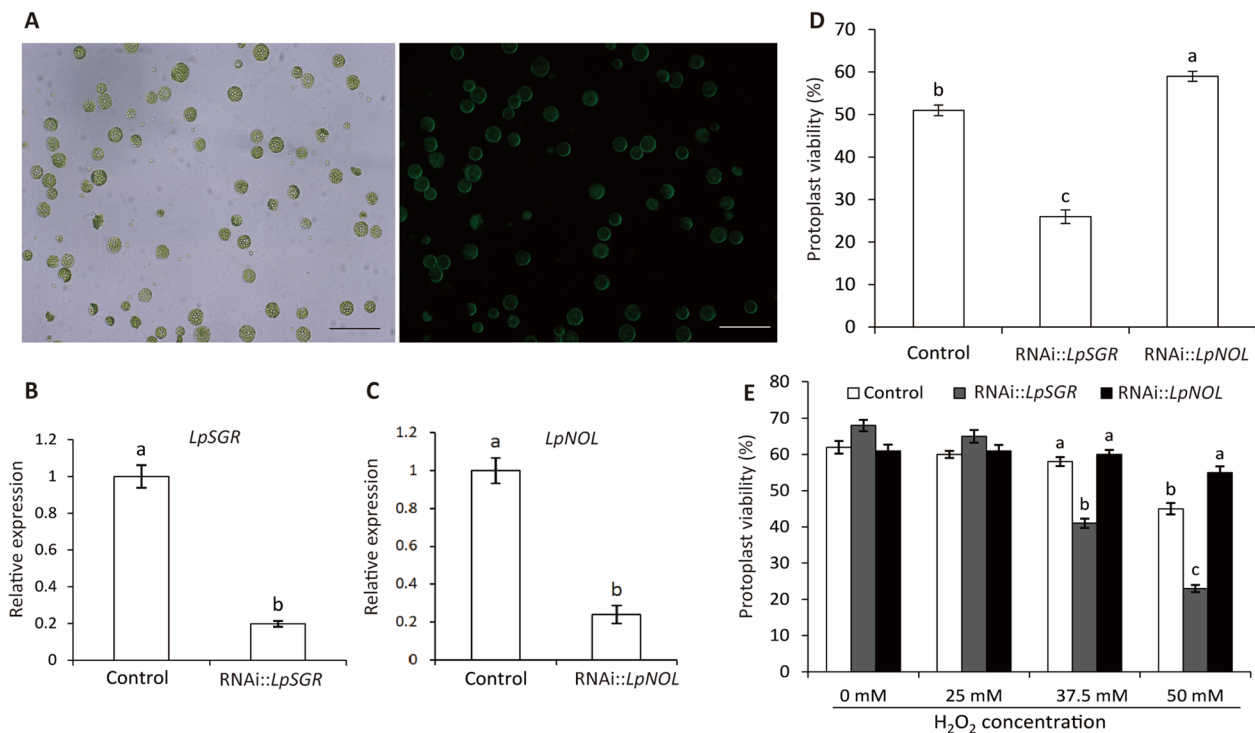 A
B
LpSGR
Relative expression
1.2
1
0.8
0.6
0.4
0.2
0
a
b
Control
RNAi::LpSGR
C
LpNOL
Relative expression
1.2
1
0.8
0.6
0.4
0.2
0
a
b
Control
RNAi::LpNOL
D
Protoplast viability (%)
70
60
50
40
30
20
10
0
b
c
a
Control
RNAi::LpSGR
RNAi::LpNOL
E
Control
RNAi::LpSGR
RNAi::LpNOL
Protoplast viability (%)
80
70
60
50
40
30
20
10
0
a
b
a
b
c
a
0 mM
25 mM
37.5 mM
50 mM
H₂O₂ concentration